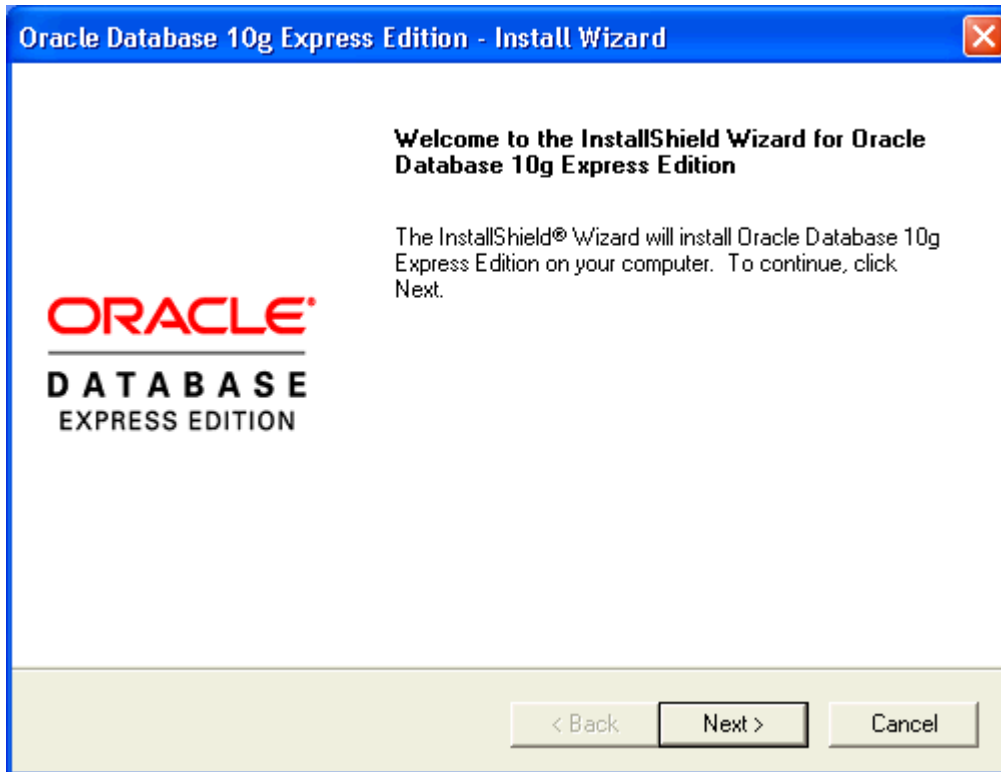 Oracle Database 10g Express Edition - Install Wizard
Welcome to the InstallShield Wizard for Oracle
Database 10g Express Edition
The InstallShield® Wizard will install Oracle Database 10g
Express Edition on your computer. To continue, click
Next.
ORACLE
DATABASE
EXPRESS EDITION
< Back
Next >
Cancel